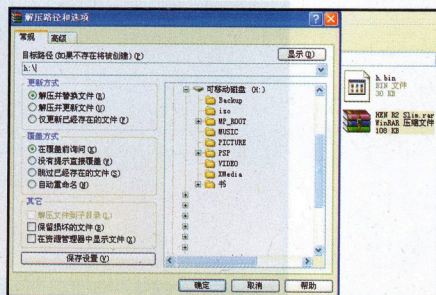 解压路径和选项
常规 高级
目标路径(如果不存在将被创建)(P)
显示(D)
h:\
更新方式
解压并替换文件(R)
解压并更新文件(U)
仅更新已经存在的文件(F)
覆盖方式
在覆盖前询问(K)
没有提示直接覆盖(W)
跳过已经存在的文件(S)
自动重命名(N)
其它
解压文件到子目录(L)
保留损坏的文件(B)
在资源管理器中显示文件(X)
保存设置(V)
可移动磁盘 (H:)
Backup
iso
MP_ROOT
MUSIC
PICTURE
PSP
VIDEO
XMedia
书
确定 取消 帮助
h.bin
BIN 文件
30 KB
HEN R2 Slim.rar
WinRAR 压缩文件
108 KB